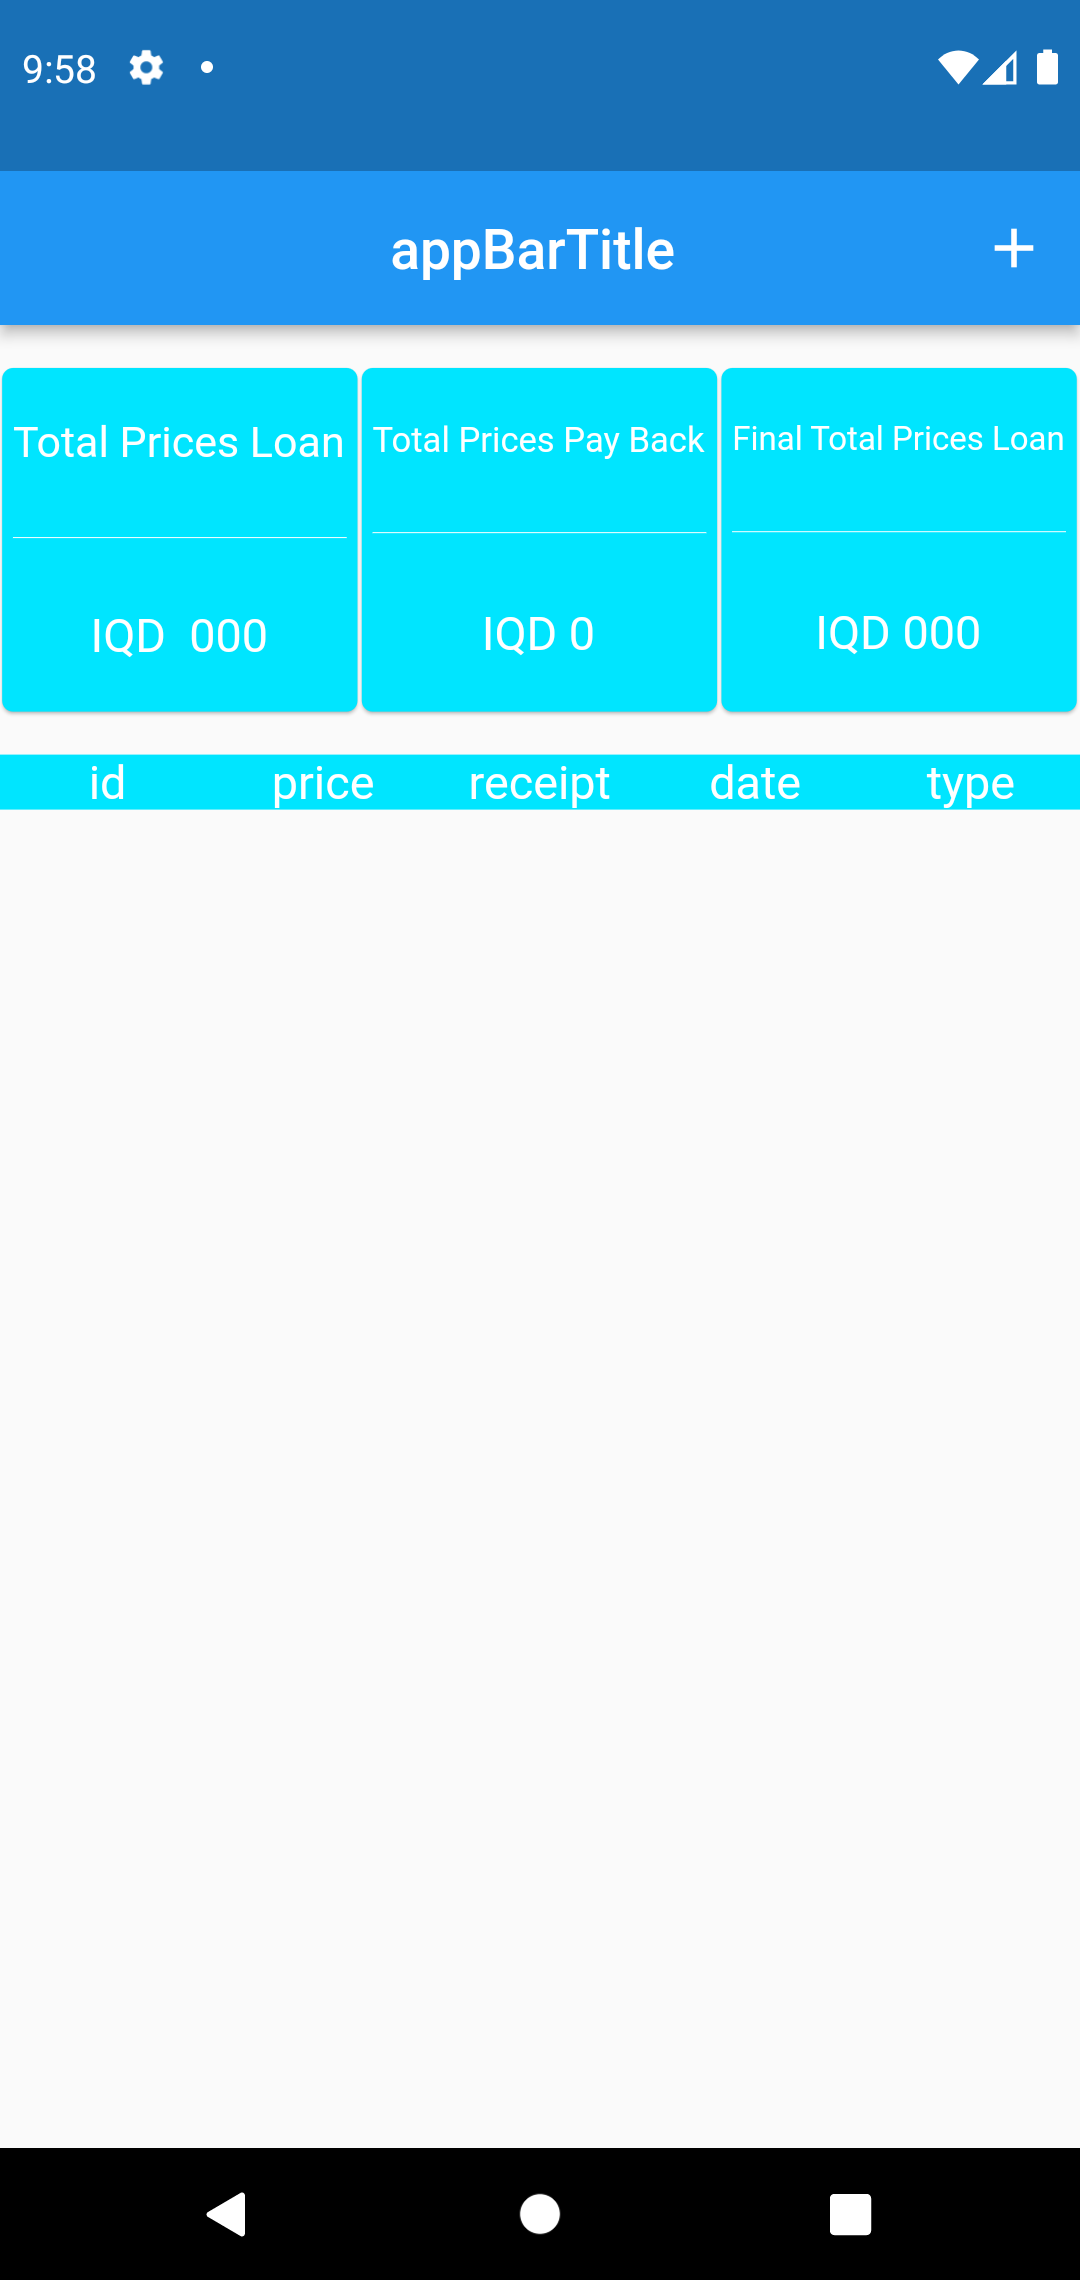 9:58
appBarTitle
Total Prices Loan Total Prices Pay Back Final Total Prices Loan
IQD  000 IQD 0 IQD 000
id price receipt date type